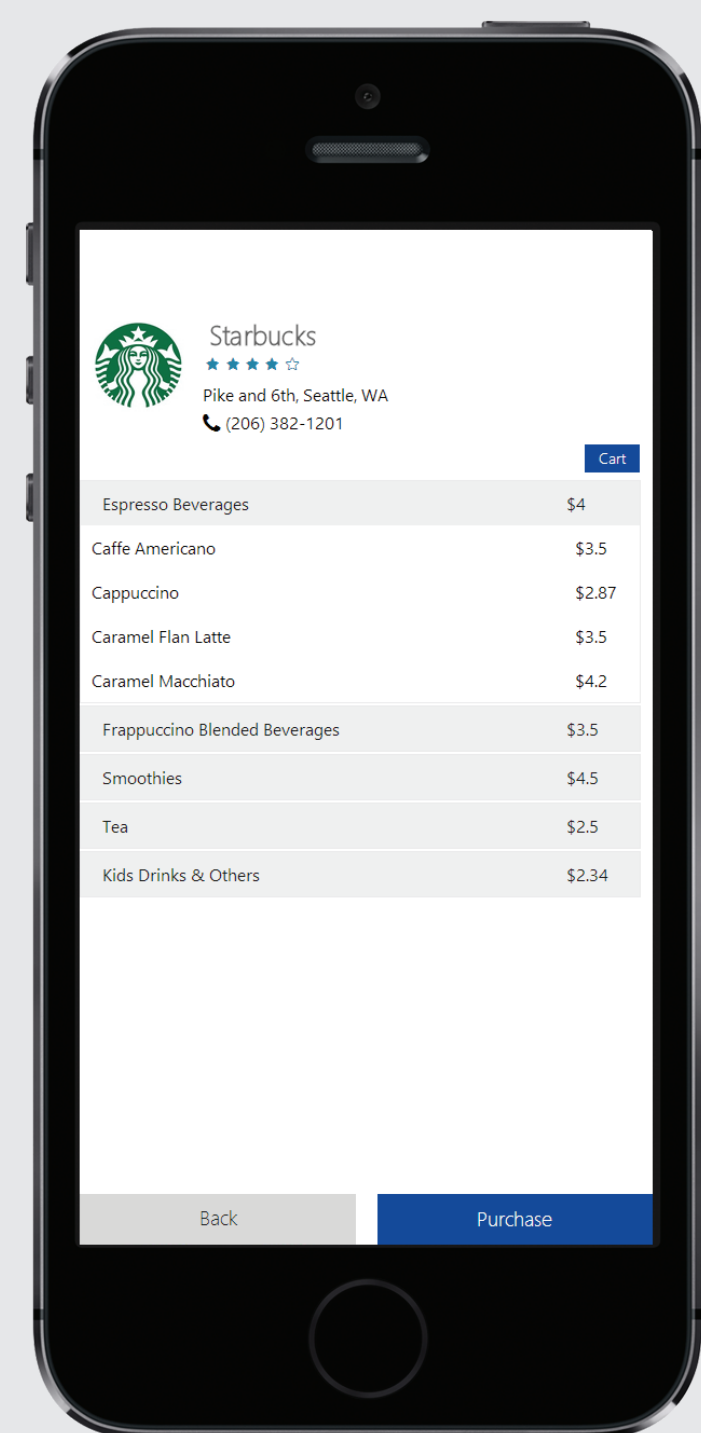 Starbucks
Pike and 6th, Seattle, WA
(206) 382-1201
Cart
Espresso Beverages $4
Caffe Americano $3.5
Cappuccino $2.87
Caramel Flan Latte $3.5
Caramel Macchiato $4.2
Frappuccino Blended Beverages $3.5
Smoothies $4.5
Tea $2.5
Kids Drinks & Others $2.34
Back Purchase